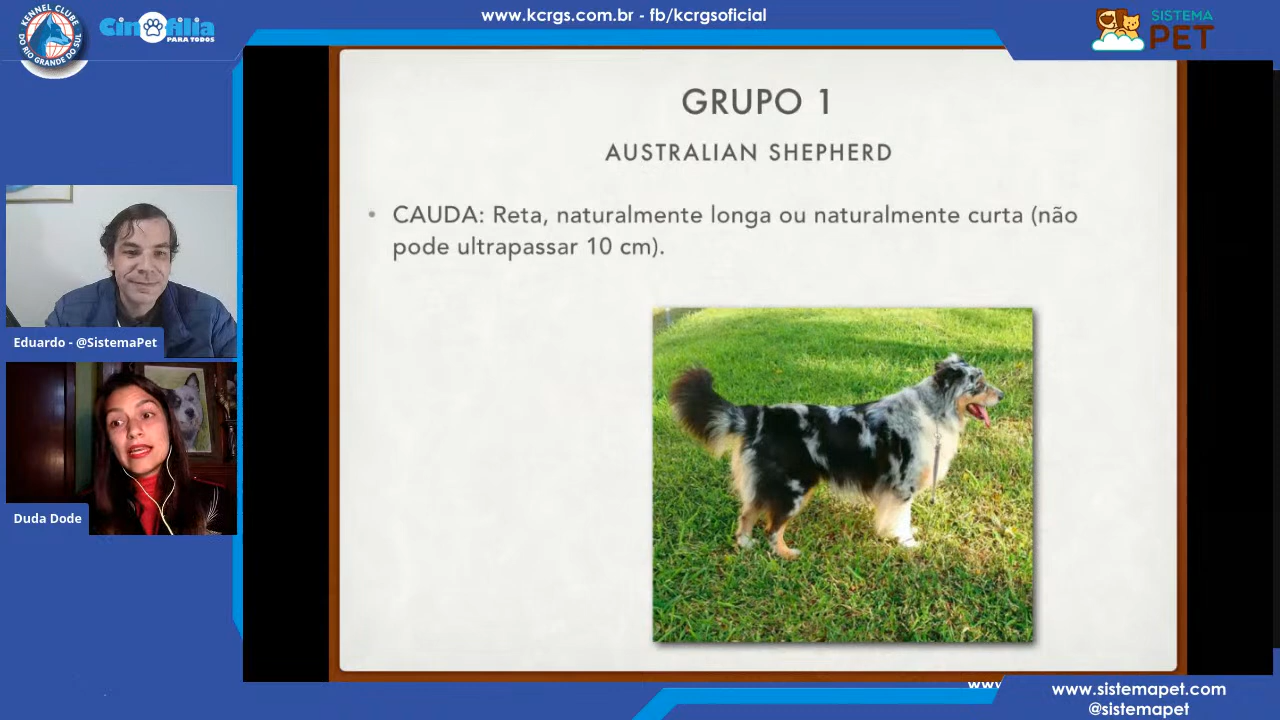 www.kcrgs.com.br - fb/kcrgsoficial
KENNEL CLUBE
DO RIO GRANDE DO SUL
Cinofilia
PARA TODOS
SISTEMA
PET
GRUPO 1
AUSTRALIAN SHEPHERD
• CAUDA: Reta, naturalmente longa ou naturalmente curta (não
pode ultrapassar 10 cm).
Eduardo - @SistemaPet
Duda Dode
www
www.sistemapet.com
@sistemapet